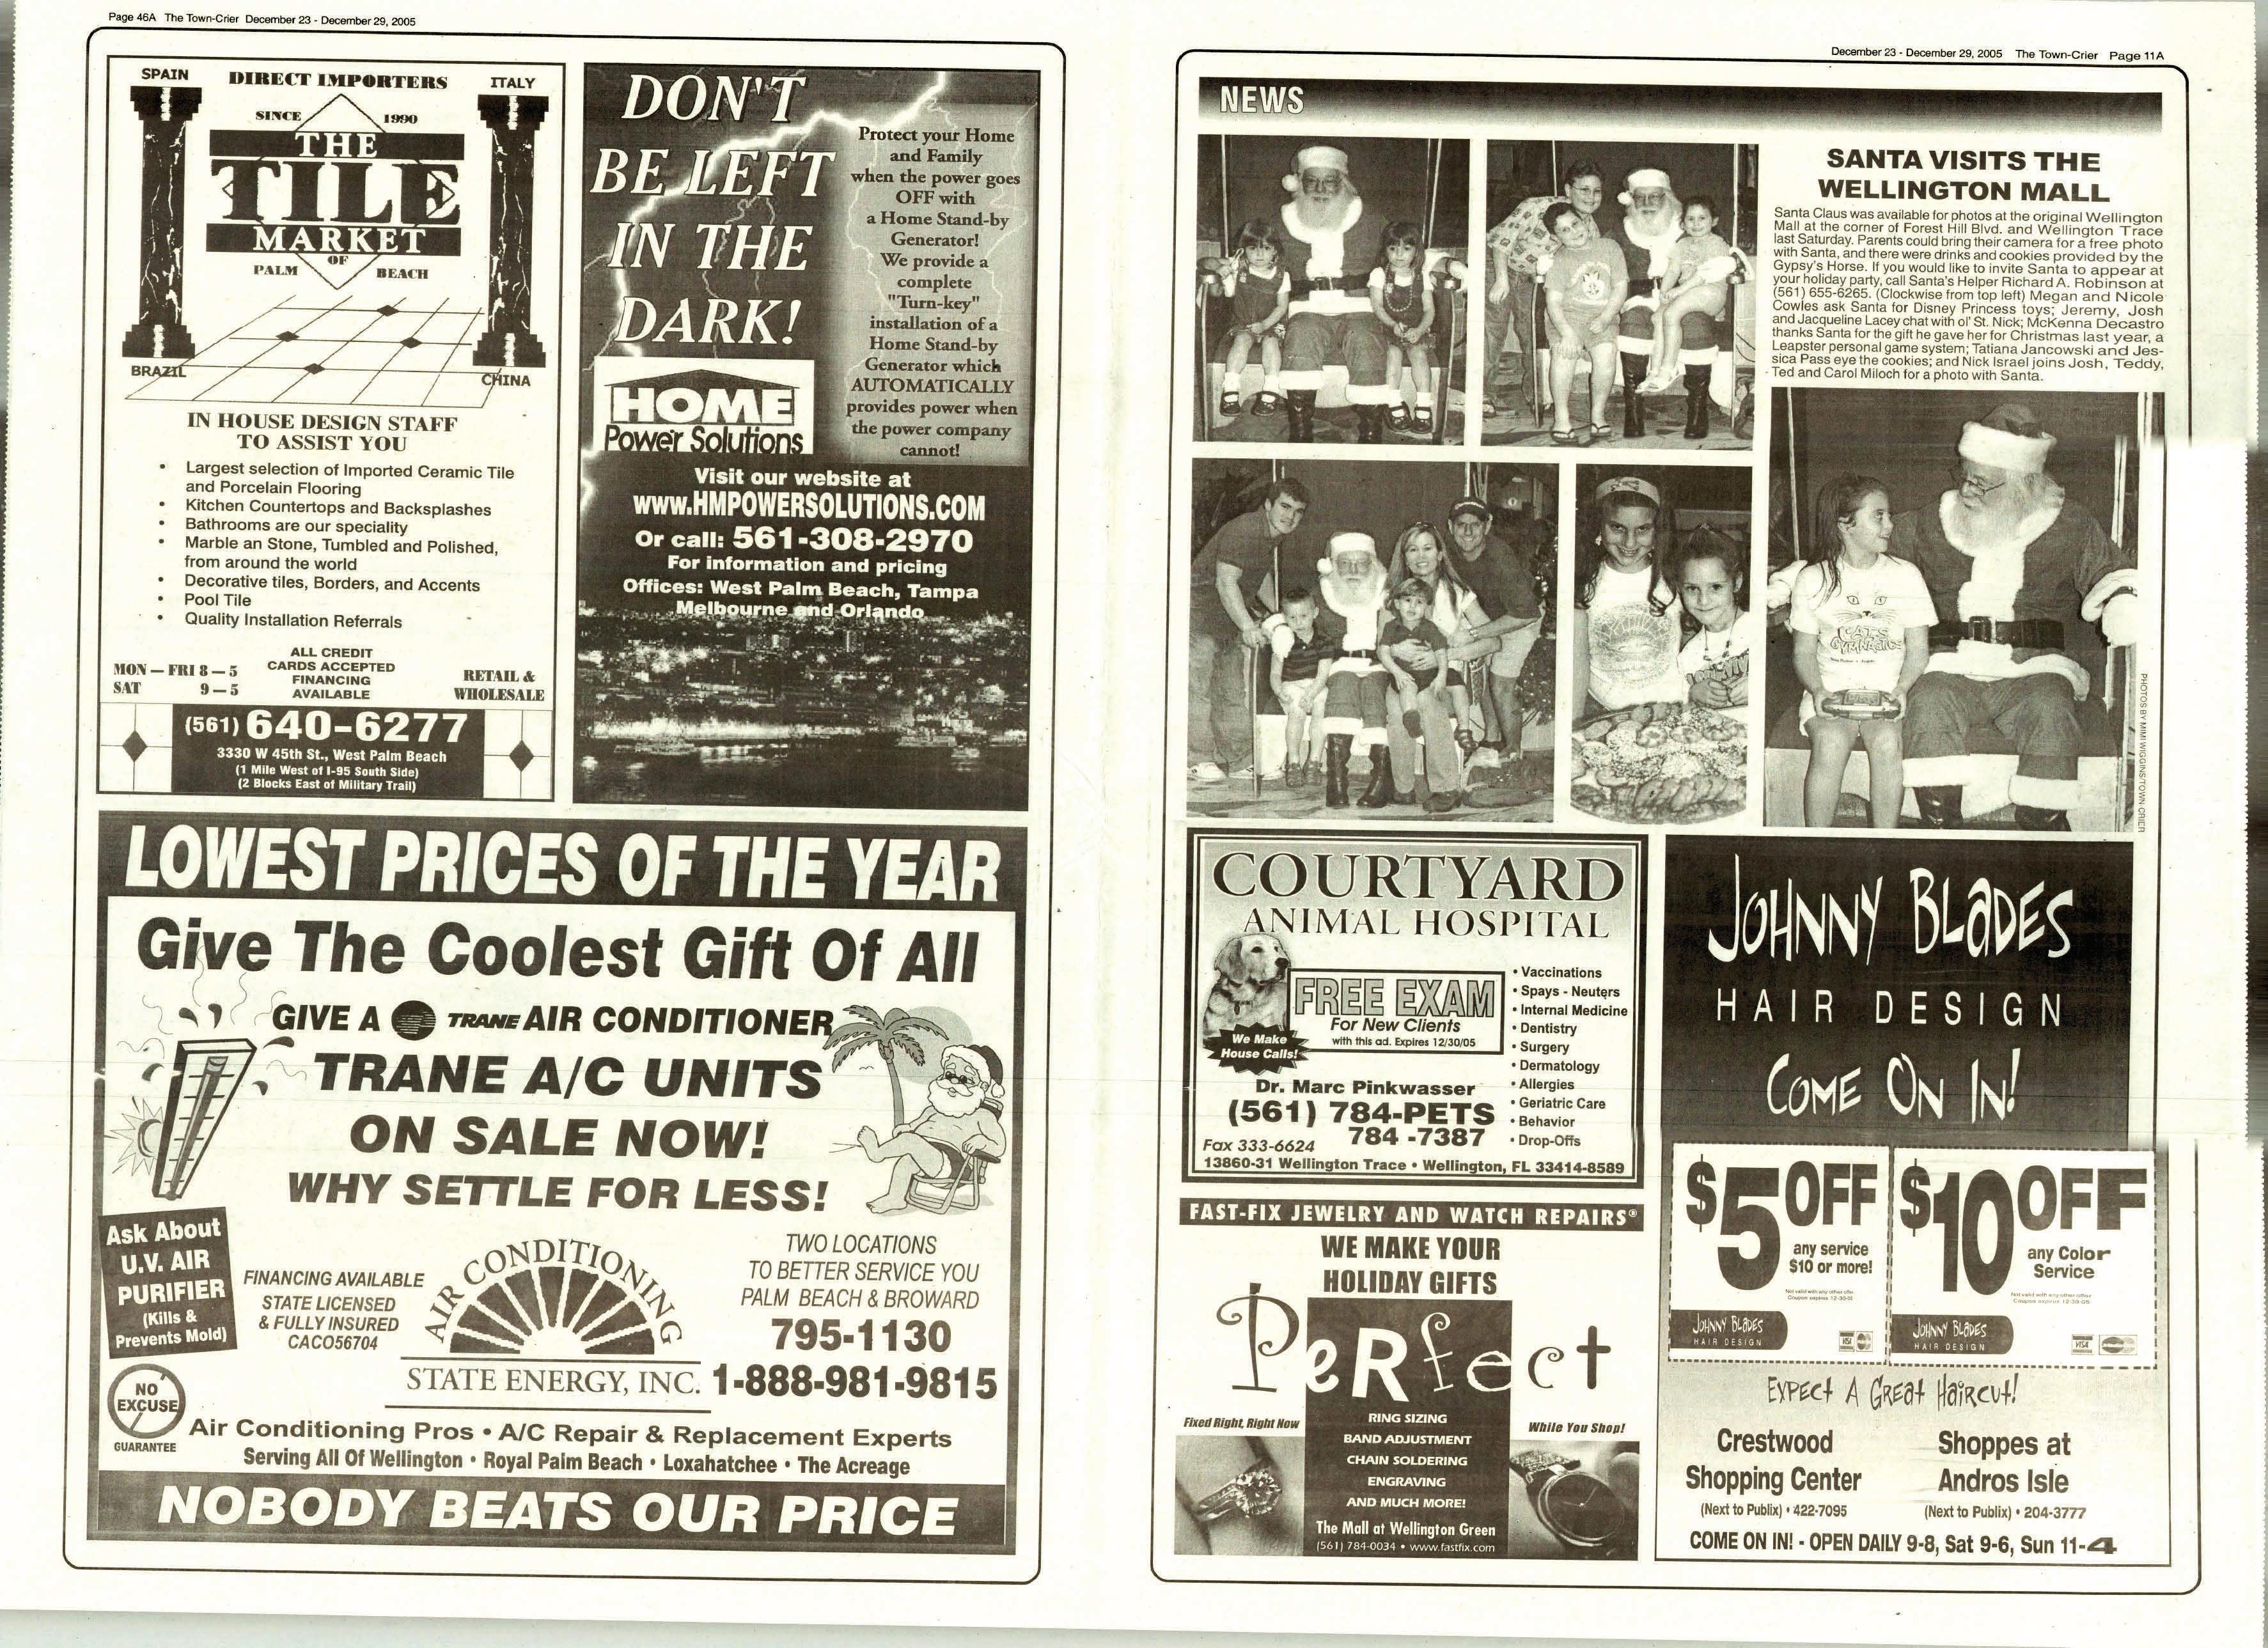 Page 46A The Town-Crier December 23 - December 29, 2005
SPAIN
DIRECT IMPORTERS
ITALY
SINCE 1990
THE
TILE
MARKET
OF
PALM BEACH
BRAZIL
CHINA
IN HOUSE DESIGN STAFF
TO ASSIST YOU
• Largest selection of Imported Ceramic Tile
and Porcelain Flooring
• Kitchen Countertops and Backsplashes
• Bathrooms are our speciality
• Marble an Stone, Tumbled and Polished,
from around the world
• Decorative tiles, Borders, and Accents
• Pool Tile
• Quality Installation Referrals
MON — FRI 8 — 5
SAT 9 — 5
ALL CREDIT
CARDS ACCEPTED
FINANCING
AVAILABLE
RETAIL &
WHOLESALE
(561) 640-6277
3330 W 45th St., West Palm Beach
(1 Mile West of I-95 South Side)
(2 Blocks East of Military Trail)
DON'T
BE LEFT
IN THE
DARK!
Protect your Home
and Family
when the power goes
OFF with
a Home Stand-by
Generator!
We provide a
complete
"Turn-key"
installation of a
Home Stand-by
Generator which
AUTOMATICALLY
provides power when
the power company
cannot!
HOME
Power Solutions
Visit our website at
www.HMPOWERSOLUTIONS.COM
Or call: 561-308-2970
For information and pricing
Offices: West Palm Beach, Tampa
Melbourne and Orlando
LOWEST PRICES OF THE YEAR
Give The Coolest Gift Of All
GIVE A TRANE AIR CONDITIONER
TRANE A/C UNITS
ON SALE NOW!
WHY SETTLE FOR LESS!
Ask About
U.V. AIR
PURIFIER
(Kills &
Prevents Mold)
FINANCING AVAILABLE
STATE LICENSED
& FULLY INSURED
CACO56704
AIR CONDITIONING
STATE ENERGY, INC.
TWO LOCATIONS
TO BETTER SERVICE YOU
PALM BEACH & BROWARD
795-1130
1-888-981-9815
NO
EXCUSE
GUARANTEE
Air Conditioning Pros • A/C Repair & Replacement Experts
Serving All Of Wellington • Royal Palm Beach • Loxahatchee • The Acreage
NOBODY BEATS OUR PRICE
December 23 - December 29, 2005 The Town-Crier Page 11A
NEWS
SANTA VISITS THE
WELLINGTON MALL
Santa Claus was available for photos at the original Wellington
Mall at the corner of Forest Hill Blvd. and Wellington Trace
last Saturday. Parents could bring their camera for a free photo
with Santa, and there were drinks and cookies provided by the
Gypsy's Horse. If you would like to invite Santa to appear at
your holiday party, call Santa's Helper Richard A. Robinson at
(561) 655-6265. (Clockwise from top left) Megan and Nicole
Cowles ask Santa for Disney Princess toys; Jeremy, Josh
and Jacqueline Lacey chat with ol' St. Nick; McKenna Decastro
thanks Santa for the gift he gave her for Christmas last year, a
Leapster personal game system; Tatiana Jancowski and Jes-
sica Pass eye the cookies; and Nick Israel joins Josh, Teddy,
Ted and Carol Miloch for a photo with Santa.
CATS
GYMNASTICS
PHOTOS BY MIMI WIGGINS/TOWN-CRIER
COURTYARD
ANIMAL HOSPITAL
FREE EXAM
For New Clients
with this ad. Expires 12/30/05
We Make
House Calls!
• Vaccinations
• Spays - Neuters
• Internal Medicine
• Dentistry
• Surgery
• Dermatology
• Allergies
• Geriatric Care
• Behavior
• Drop-Offs
Dr. Marc Pinkwasser
(561) 784-PETS
784 -7387
Fax 333-6624
13860-31 Wellington Trace • Wellington, FL 33414-8589
FAST-FIX JEWELRY AND WATCH REPAIRS®
WE MAKE YOUR
HOLIDAY GIFTS
PeRfect
Fixed Right, Right Now
While You Shop!
RING SIZING
BAND ADJUSTMENT
CHAIN SOLDERING
ENGRAVING
AND MUCH MORE!
The Mall at Wellington Green
(561) 784-0034 • www.fastfix.com
JOHNNY BLaDES
HAIR DESIGN
COME ON IN!
$5 OFF
any service
$10 or more!
Not valid with any other offer
Coupon expires 12-30-05
JOHNNY BLaDES
HAIR DESIGN
VISA
$10 OFF
any Color
Service
Not valid with any other offer
Coupon expires 12-30-05
JOHNNY BLaDES
HAIR DESIGN
VISA
EXPECt A GReat HaiRcut!
Crestwood
Shopping Center
(Next to Publix) • 422-7095
Shoppes at
Andros Isle
(Next to Publix) • 204-3777
COME ON IN! - OPEN DAILY 9-8, Sat 9-6, Sun 11-4